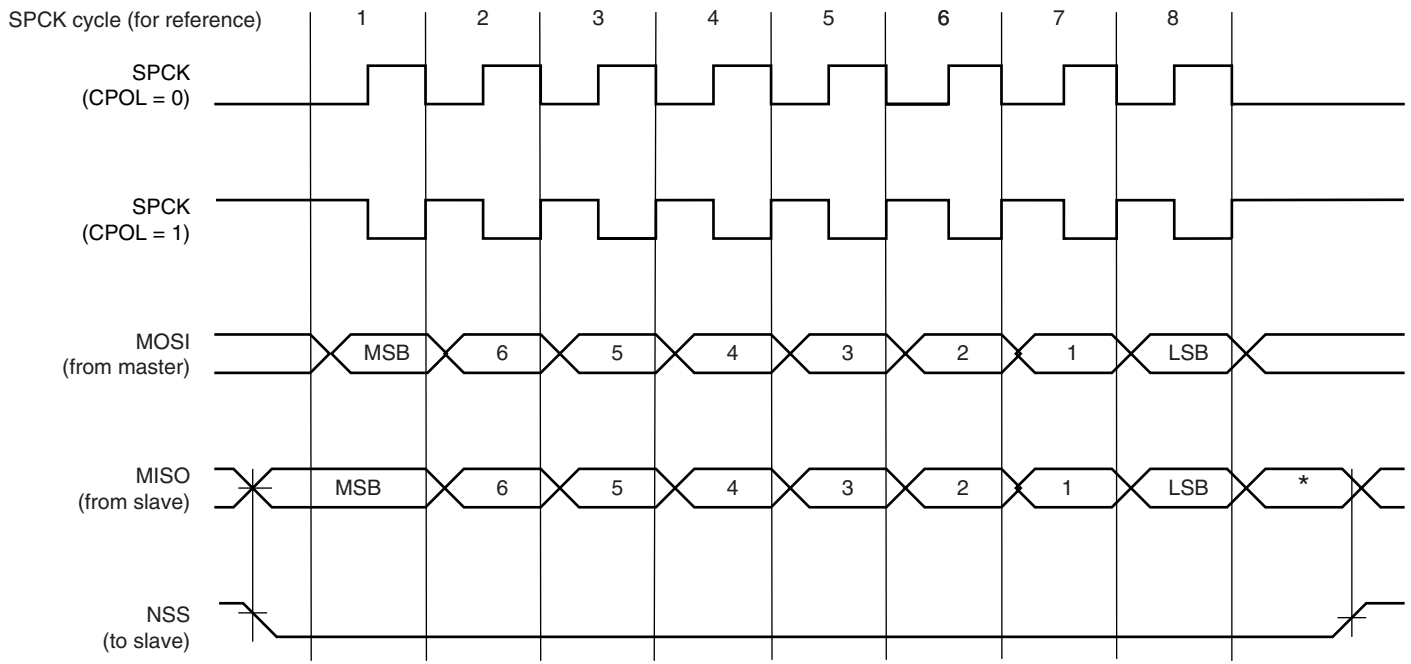 SPCK cycle (for reference) 1 2 3 4 5 6 7 8
SPCK
(CPOL = 0)
SPCK
(CPOL = 1)
MOSI
(from master)
MSB 6 5 4 3 2 1 LSB
MISO
(from slave)
MSB 6 5 4 3 2 1 LSB *
NSS
(to slave)